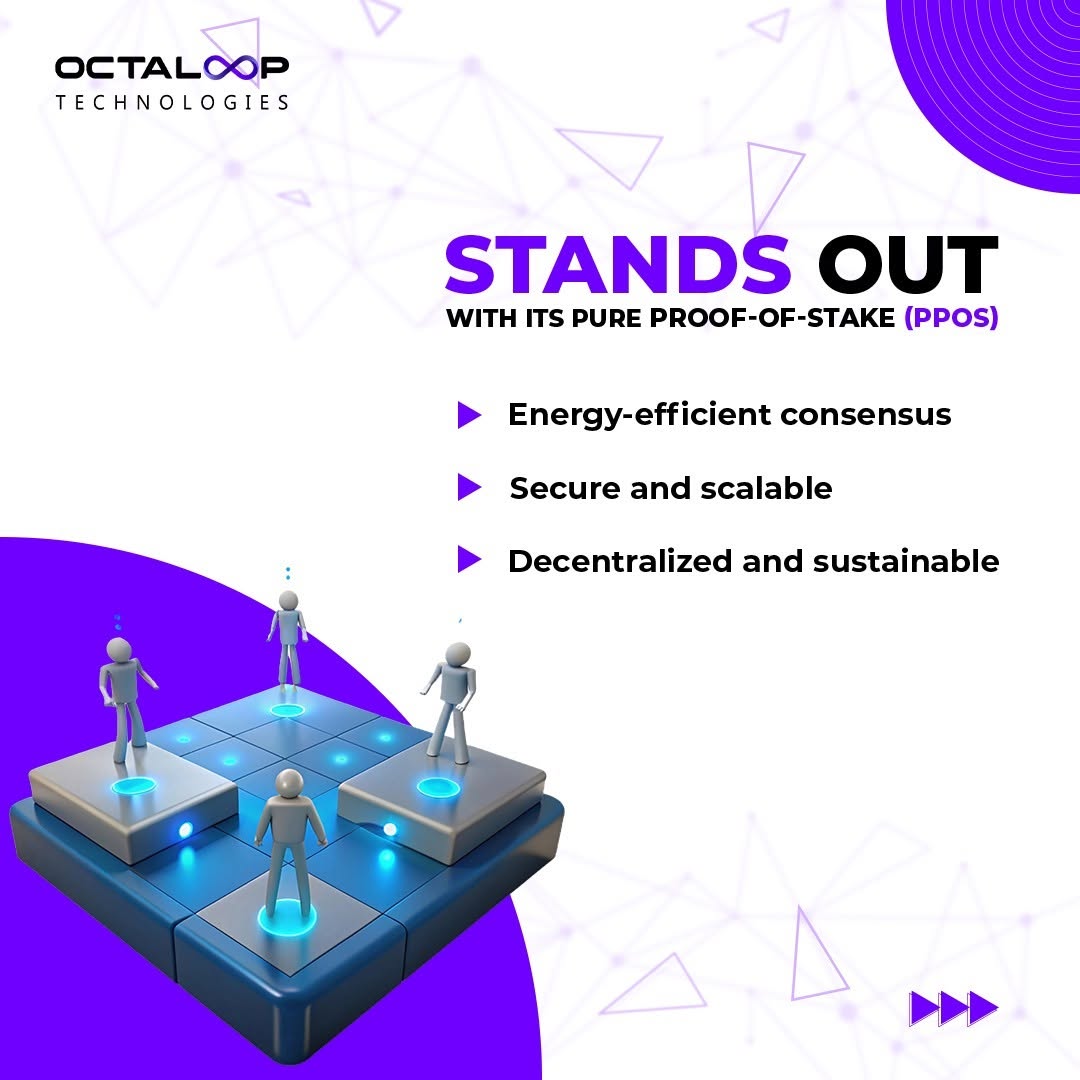 OCTALOOP
TECHNOLOGIES
STANDS OUT
WITH ITS PURE PROOF-OF-STAKE (PPOS)
Energy-efficient consensus
Secure and scalable
Decentralized and sustainable